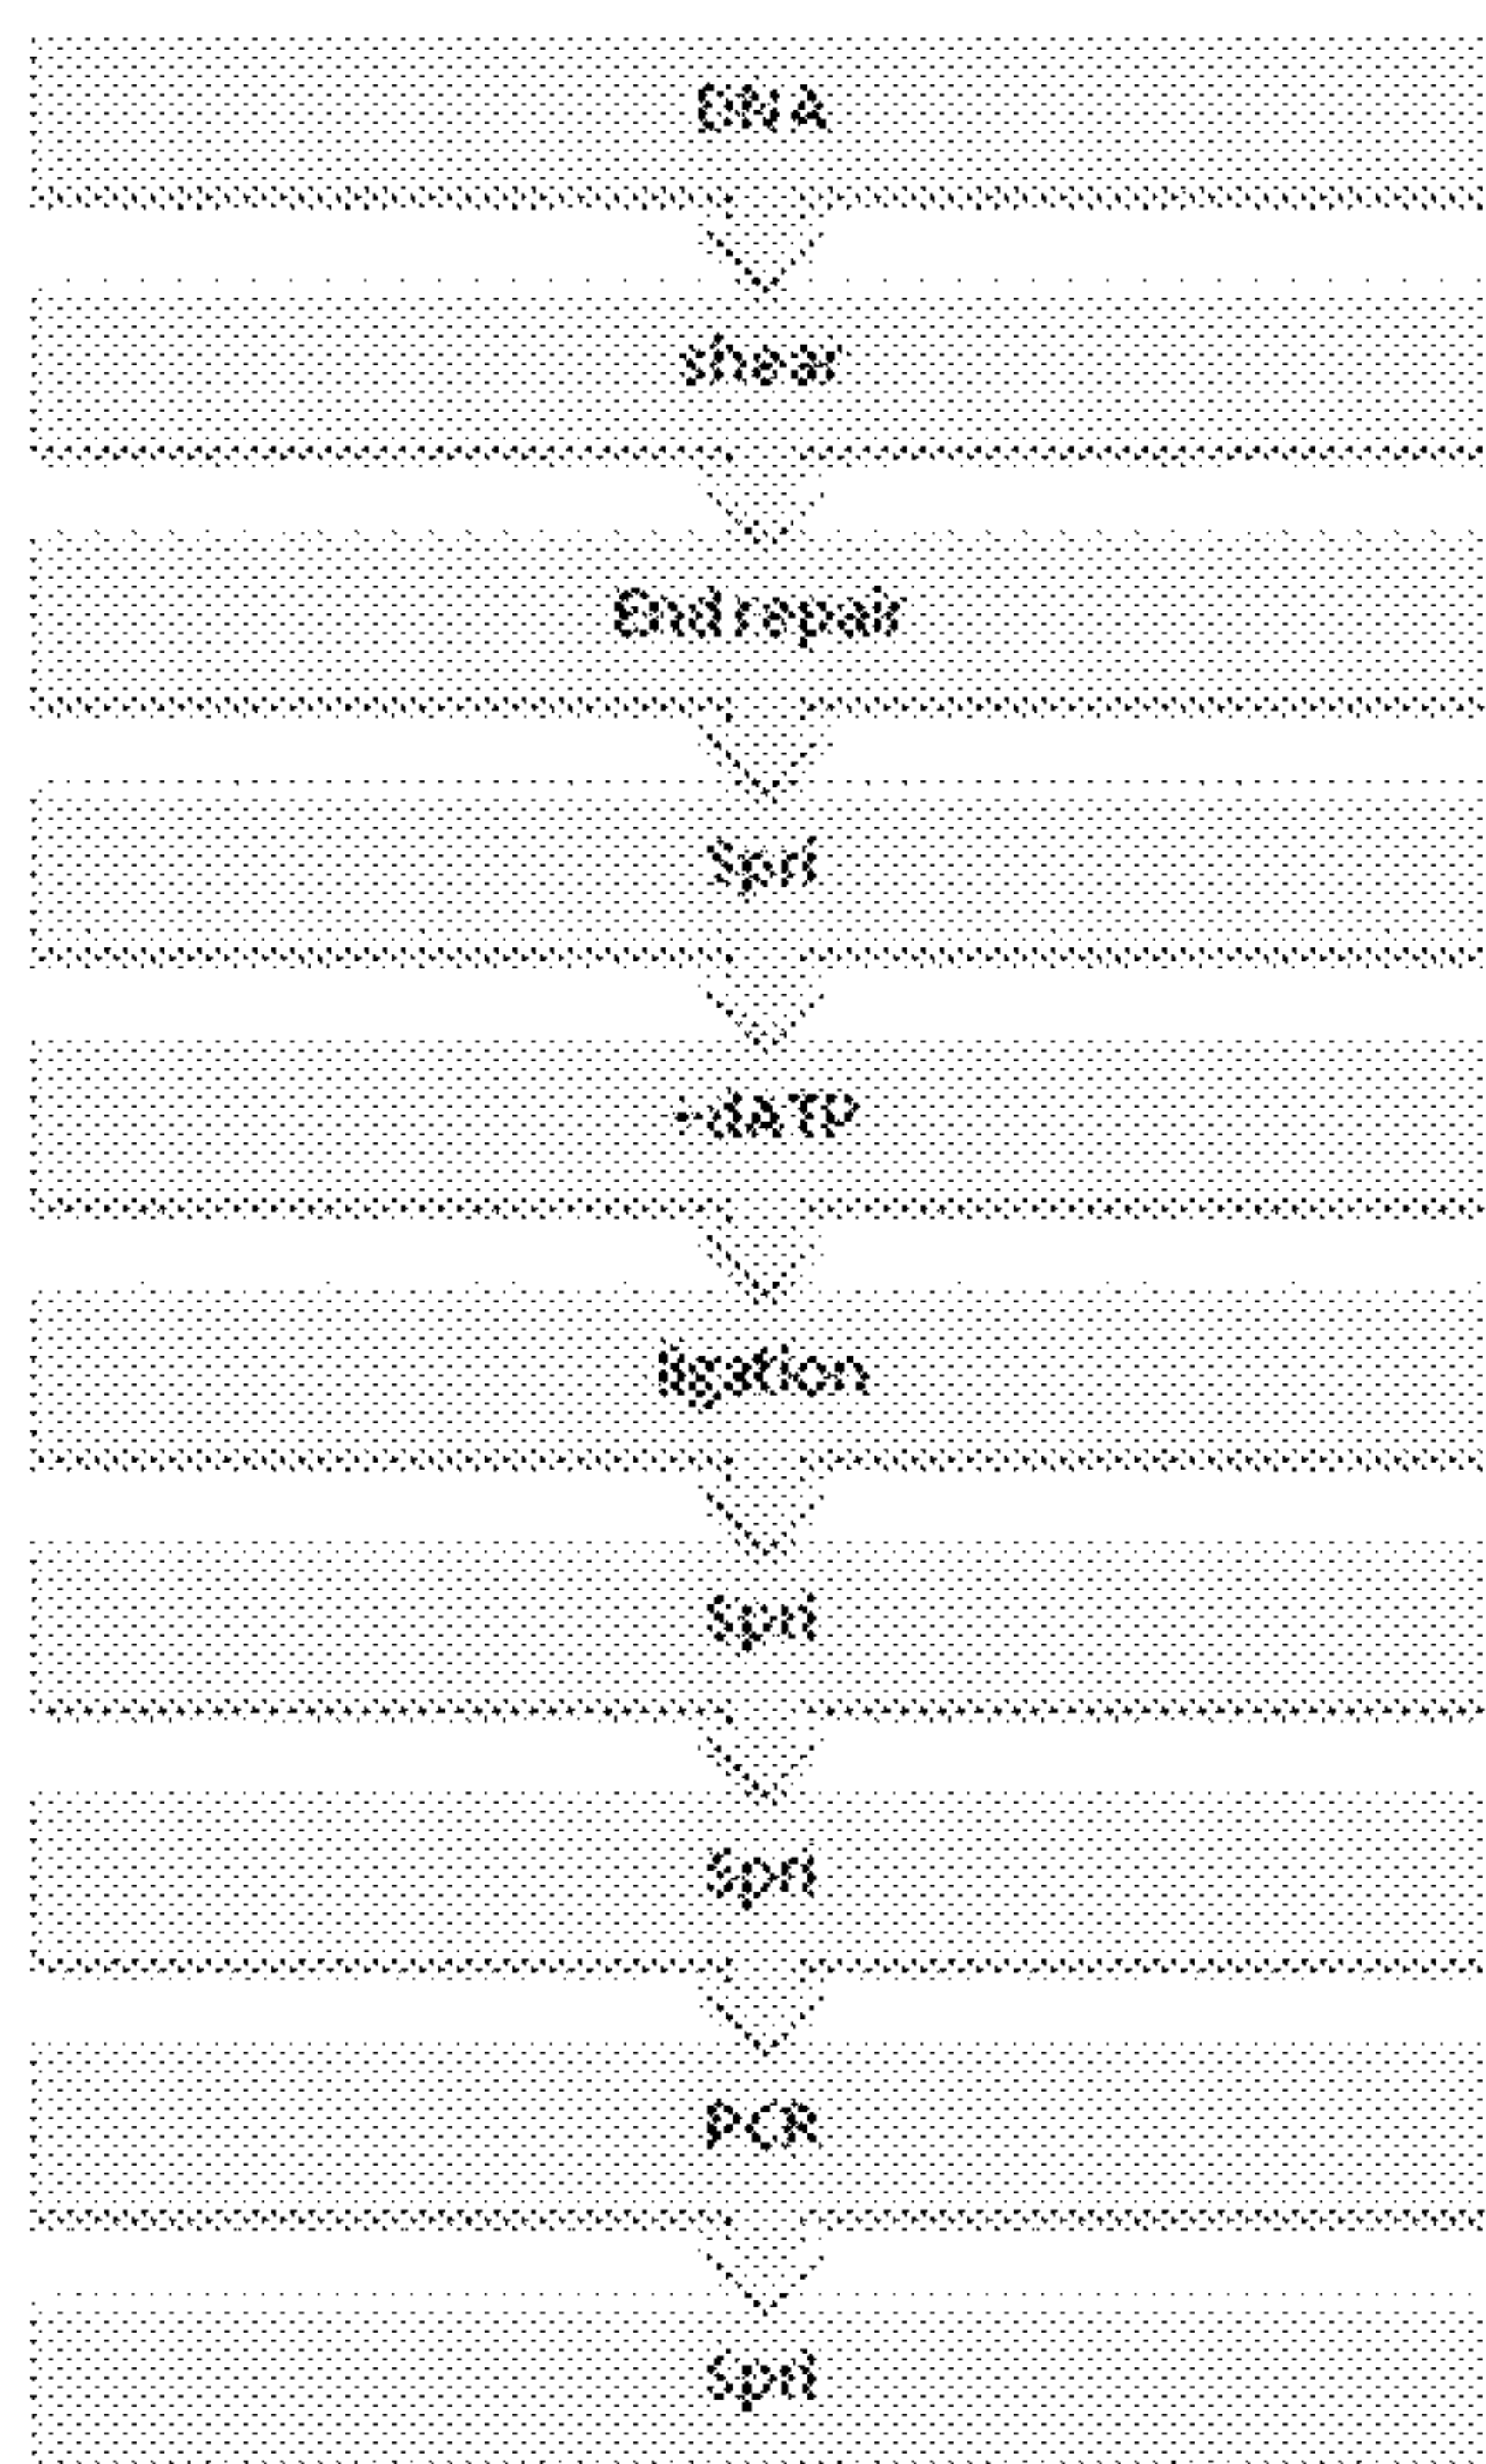 DNA
shear
End repair
Spri
+dATP
ligation
Spri
Spri
PCR
Spri